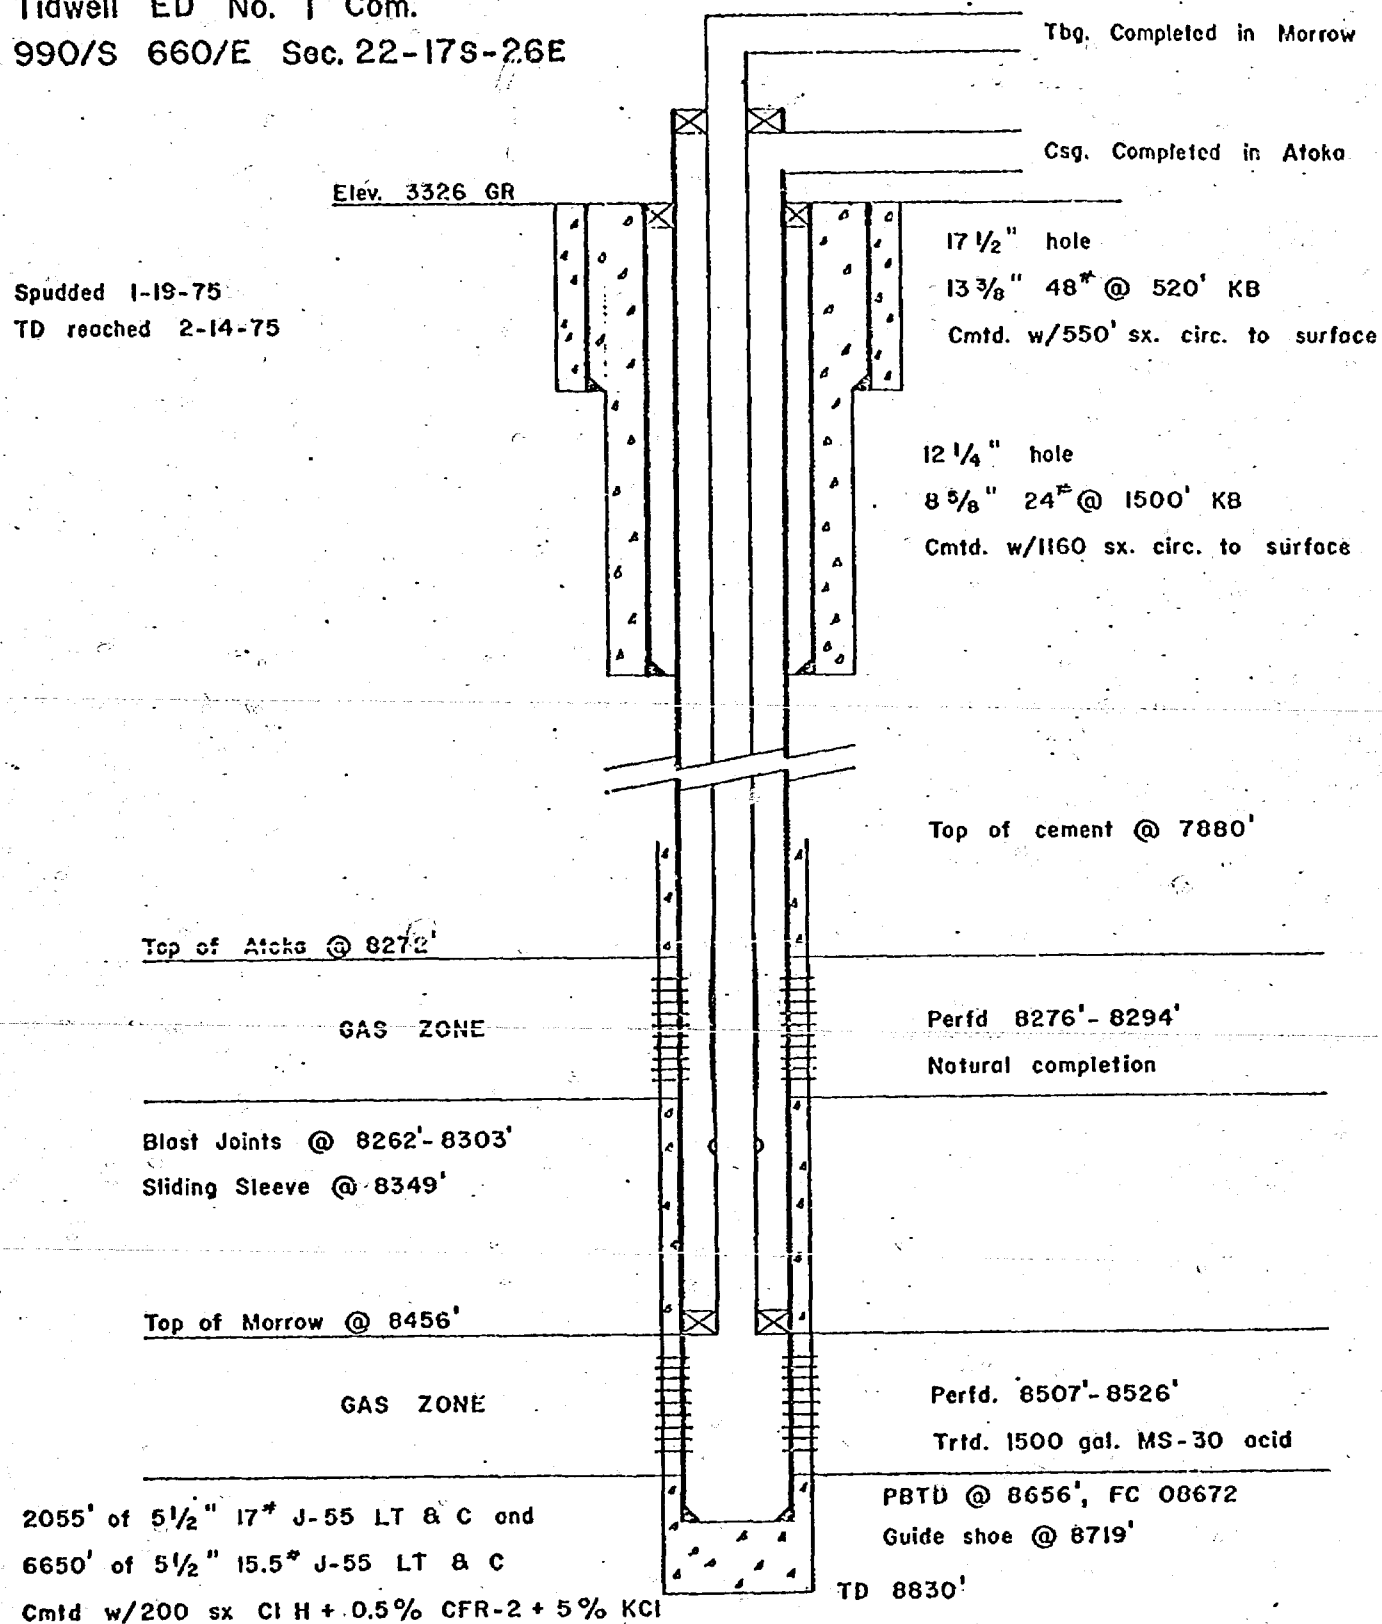 Tidwell ED No. 1 Com.
990/S 660/E Sec. 22-17S-26E
Tbg. Completed in Morrow
Csg. Completed in Atoka
Elev. 3326 GR
Spudded 1-19-75
TD reached 2-14-75
17 1/2" hole
13 3/8" 48# @ 520' KB
Cmtd. w/550' sx. circ. to surface
12 1/4" hole
8 5/8" 24# @ 1500' KB
Cmtd. w/1160 sx. circ. to surface
Top of cement @ 7880'
Top of Atoka @ 8272'
GAS ZONE
Perfd 8276'-8294'
Natural completion
Blast Joints @ 8262'-8303'
Sliding Sleeve @ 8349'
Top of Morrow @ 8456'
GAS ZONE
Perfd. 8507'-8526'
Trtd. 1500 gal. MS-30 acid
PBTD @ 8656', FC @8672
Guide shoe @ 8719'
TD 8830'
2055' of 5 1/2" 17# J-55 LT & C and
6650' of 5 1/2" 15.5# J-55 LT & C
Cmtd w/200 sx Cl H + 0.5% CFR-2 + 5% KCl